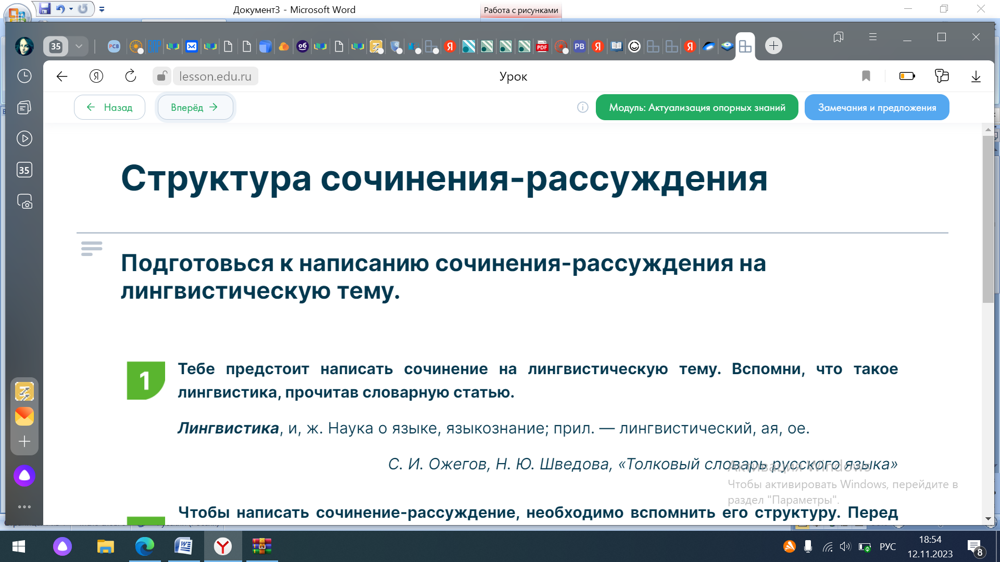 Документ3 - Microsoft Word
Работа с рисунками
35
РСВ
PDF
РВ
Я
lesson.edu.ru
Урок
← Назад
Вперёд →
Модуль: Актуализация опорных знаний
Замечания и предложения
35
Структура сочинения-рассуждения
Подготовься к написанию сочинения-рассуждения на
лингвистическую тему.
1
Тебе предстоит написать сочинение на лингвистическую тему. Вспомни, что такое
лингвистика, прочитав словарную статью.
Лингвистика, и, ж. Наука о языке, языкознание; прил. — лингвистический, ая, ое.
С. И. Ожегов, Н. Ю. Шведова, «Толковый словарь русского языка»
Активация Windows
Чтобы активировать Windows, перейдите в
раздел "Параметры".
Чтобы написать сочинение-рассуждение, необходимо вспомнить его структуру. Перед
РУС
18:54
12.11.2023
8